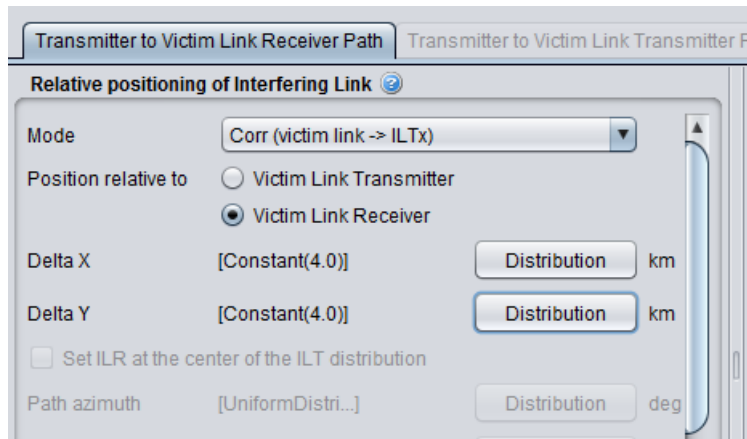 Transmitter to Victim Link Receiver Path Transmitter to Victim Link Transmitter
Relative positioning of Interfering Link
Mode Corr (victim link -> ILTx)
Position relative to Victim Link Transmitter
Victim Link Receiver
Delta X [Constant(4.0)] Distribution km
Delta Y [Constant(4.0)] Distribution km
Set ILR at the center of the ILT distribution
Path azimuth [UniformDistri...] Distribution deg